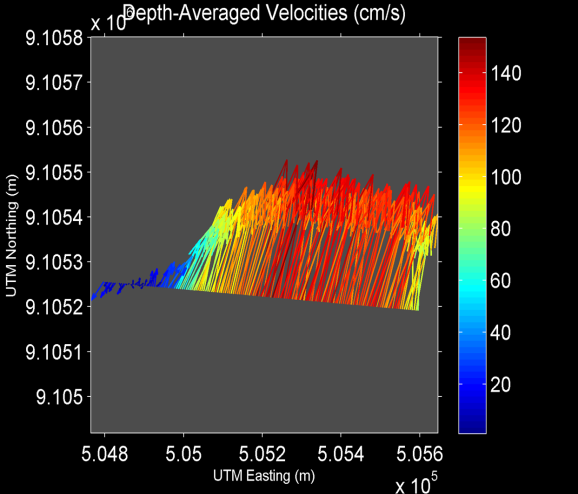 Depth-Averaged Velocities (cm/s)
x 10^6
9.1058
9.1057
9.1056
9.1055
9.1054
9.1053
9.1052
9.1051
9.105
UTM Northing (m)
5.048 5.05 5.052 5.054 5.056
UTM Easting (m)
x 10^5
140
120
100
80
60
40
20